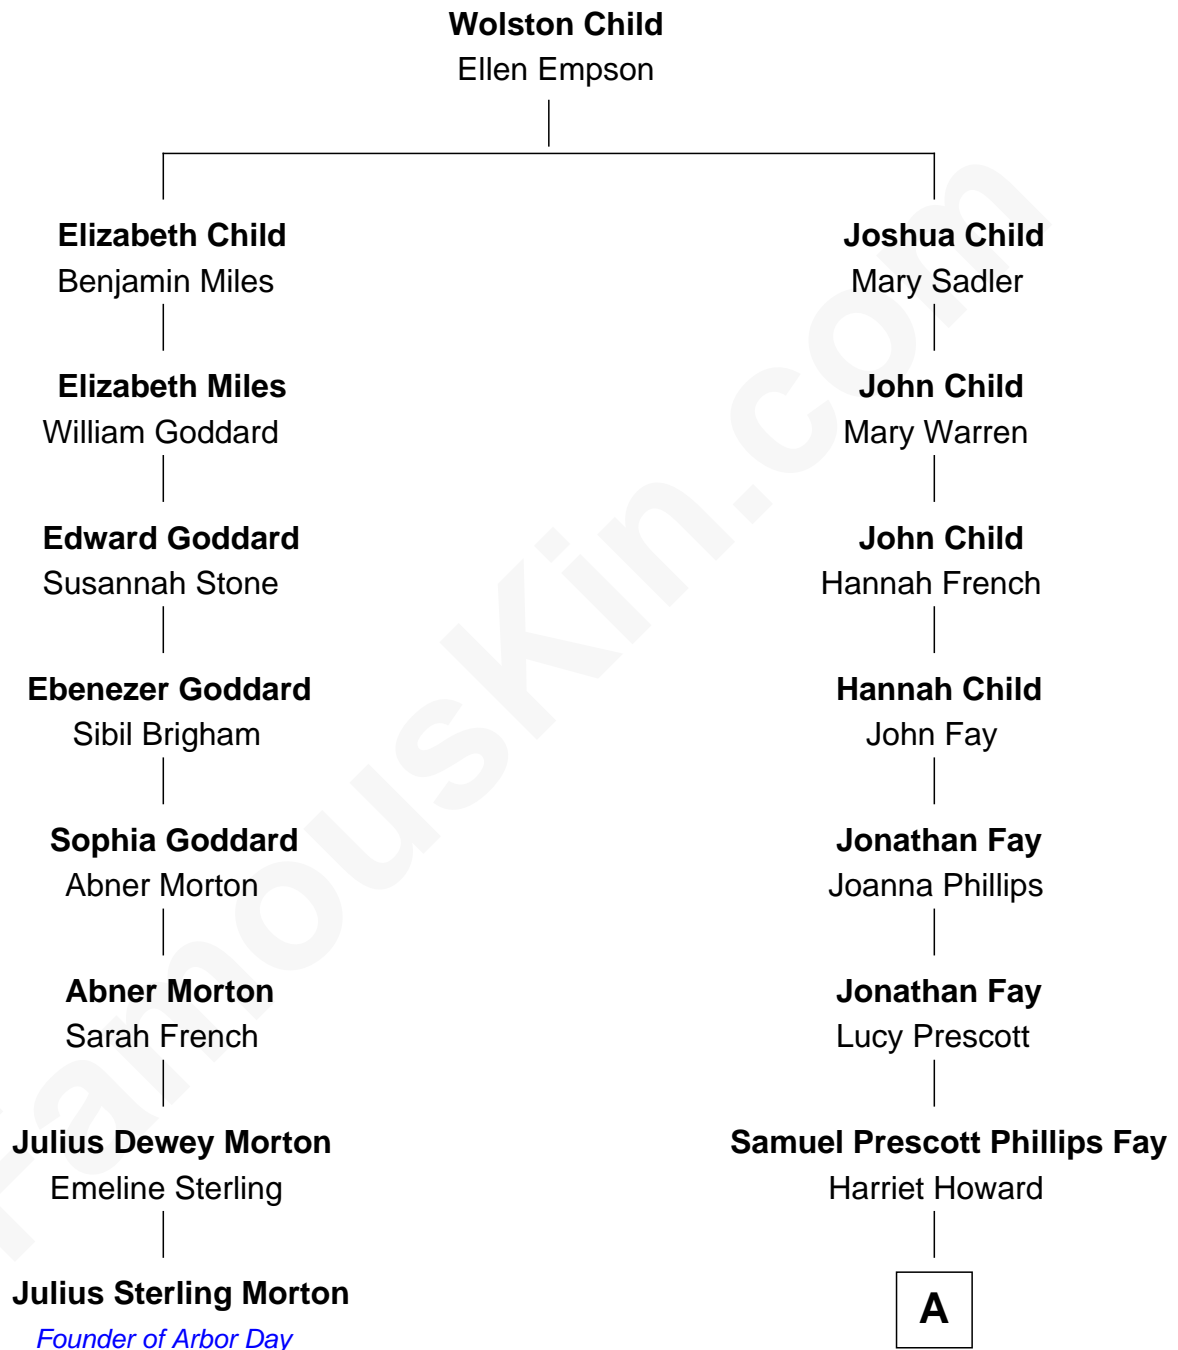 Wolston Child
Ellen Empson
Elizabeth Child
Benjamin Miles
Joshua Child
Mary Sadler
Elizabeth Miles
William Goddard
John Child
Mary Warren
Edward Goddard
Susannah Stone
John Child
Hannah French
Ebenezer Goddard
Sibil Brigham
Hannah Child
John Fay
Sophia Goddard
Abner Morton
Jonathan Fay
Joanna Phillips
Abner Morton
Sarah French
Jonathan Fay
Lucy Prescott
Julius Dewey Morton
Emeline Sterling
Samuel Prescott Phillips Fay
Harriet Howard
Julius Sterling Morton
Founder of Arbor Day
A
FamousKin.com